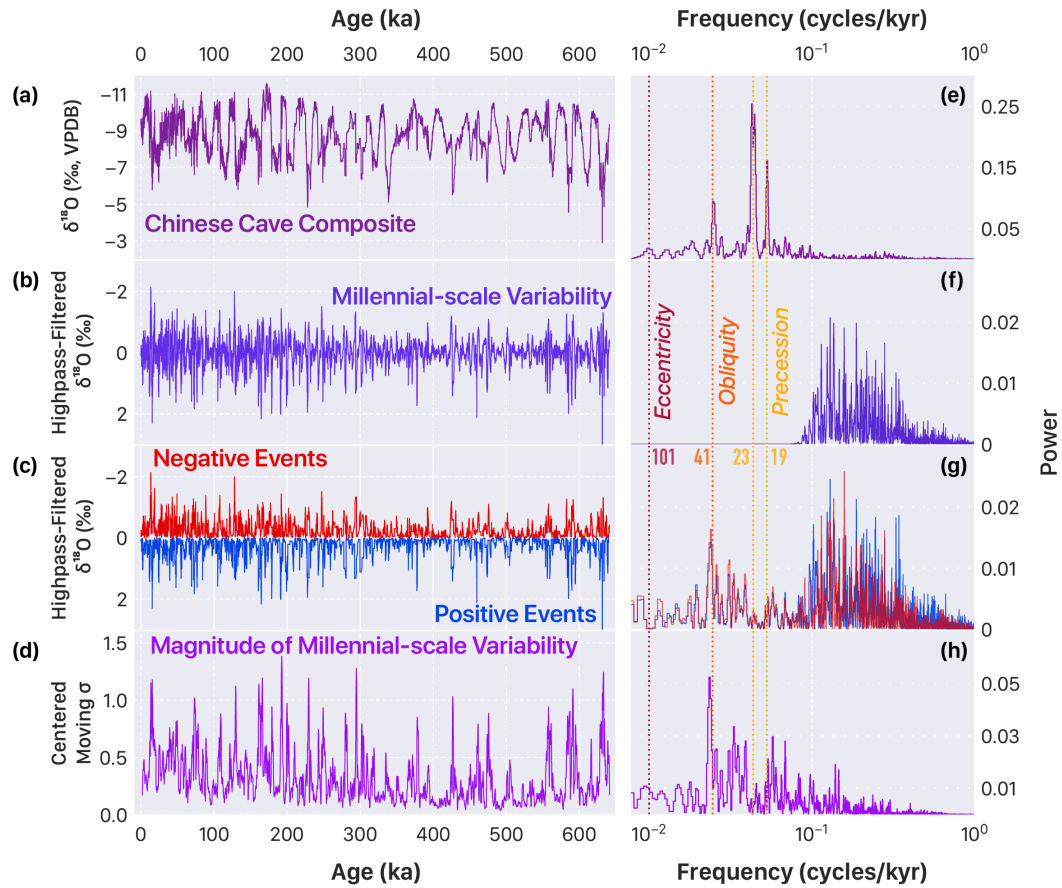 Age (ka)
Frequency (cycles/kyr)
0 100 200 300 400 500 600
10⁻² 10⁻¹ 10⁰
(a)
−11
−9
−7
−5
−3
δ¹⁸O (‰, VPDB)
Chinese Cave Composite
(e)
0.25
0.15
0.05
(b)
−2
0
2
Highpass-Filtered
δ¹⁸O (‰)
Millennial-scale Variability
(f)
0.02
0.01
0
Eccentricity
Obliquity
Precession
Power
(c)
−2
0
2
Highpass-Filtered
δ¹⁸O (‰)
Negative Events
Positive Events
101 41 23 19
(g)
0.02
0.01
0
(d)
1.5
1.0
0.5
0.0
Centered
Moving σ
Magnitude of Millennial-scale Variability
(h)
0.05
0.03
0.01
0 100 200 300 400 500 600
10⁻² 10⁻¹ 10⁰
Age (ka)
Frequency (cycles/kyr)